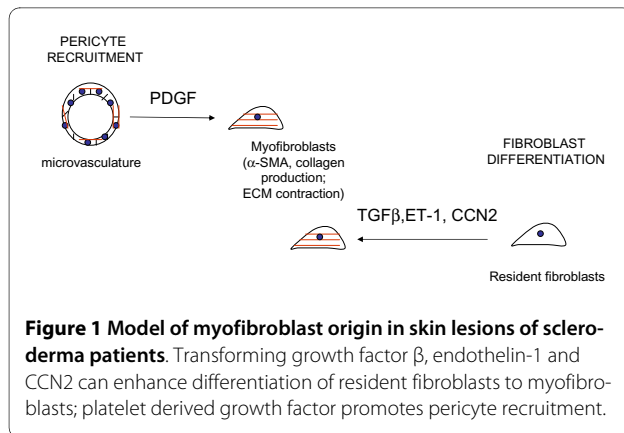 PERICYTE
RECRUITMENT
PDGF
microvasculature
Myofibroblasts
(α-SMA, collagen
production;
ECM contraction)
FIBROBLAST
DIFFERENTIATION
TGFβ,ET-1, CCN2
Resident fibroblasts
Figure 1 Model of myofibroblast origin in skin lesions of sclero-
derma patients. Transforming growth factor β, endothelin-1 and
CCN2 can enhance differentiation of resident fibroblasts to myofibro-
blasts; platelet derived growth factor promotes pericyte recruitment.